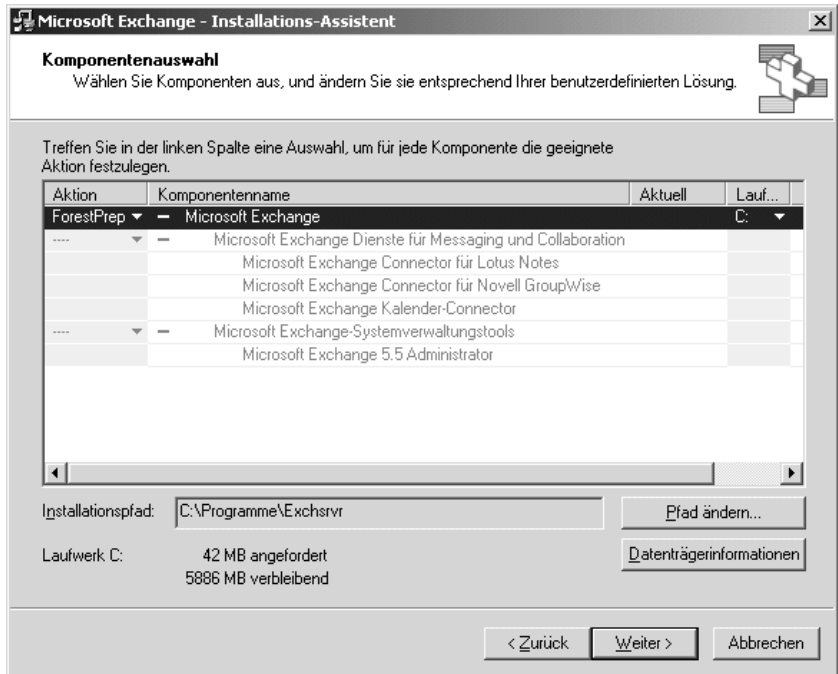 Microsoft Exchange - Installations-Assistent
Komponentenauswahl
Wählen Sie Komponenten aus, und ändern Sie sie entsprechend Ihrer benutzerdefinierten Lösung.
Treffen Sie in der linken Spalte eine Auswahl, um für jede Komponente die geeignete
Aktion festzulegen.
Aktion Komponentenname Aktuell Lauf...
ForestPrep Microsoft Exchange C:
---- Microsoft Exchange Dienste für Messaging und Collaboration
Microsoft Exchange Connector für Lotus Notes
Microsoft Exchange Connector für Novell GroupWise
Microsoft Exchange Kalender-Connector
---- Microsoft Exchange-Systemverwaltungstools
Microsoft Exchange 5.5 Administrator
Installationspfad: C:\Programme\Exchsrvr Pfad ändern...
Laufwerk C: 42 MB angefordert Datenträgerinformationen
5886 MB verbleibend
< Zurück Weiter > Abbrechen